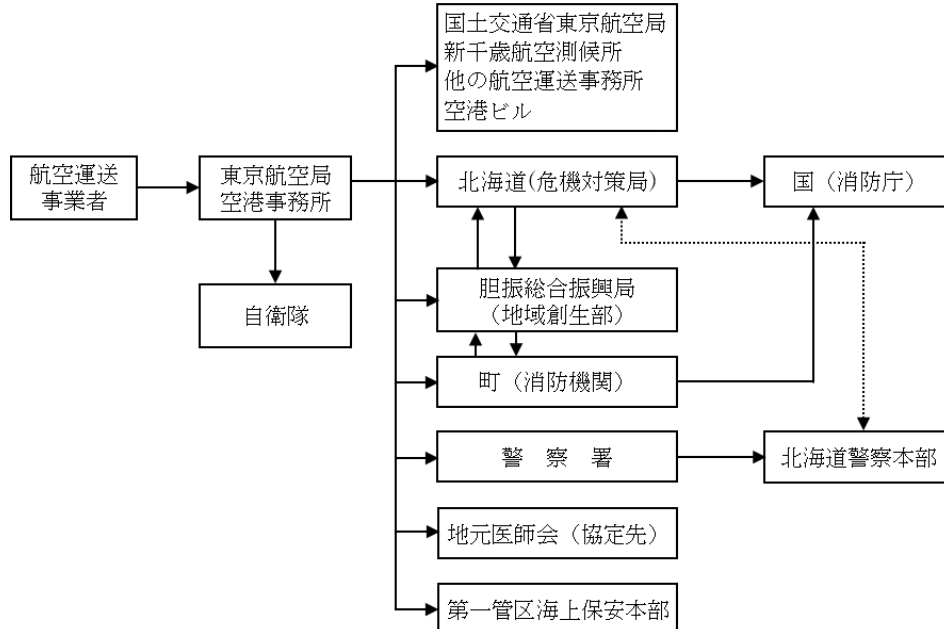 国土交通省東京航空局
新千歳航空測候所
他の航空運送事務所
空港ビル
航空運送
事業者
東京航空局
空港事務所
北海道(危機対策局)
国（消防庁）
自衛隊
胆振総合振興局
（地域創生部）
町（消防機関）
警　察　署
北海道警察本部
地元医師会（協定先）
第一管区海上保安本部